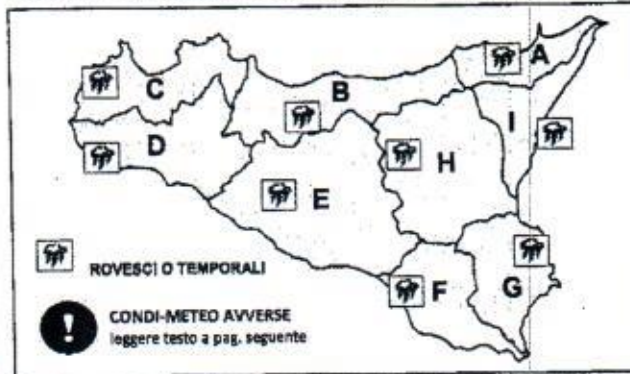 A
C
B
I
D
H
E
ROVESCI O TEMPORALI
F
G
!
CONDI-METEO AVVERSE
leggere testo a pag. seguente